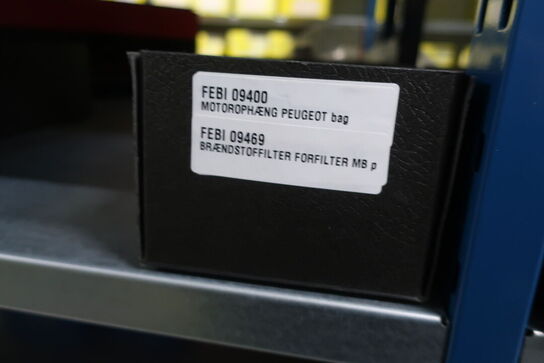 FEBI 09400
MOTOROPHÆNG PEUGEOT bag
FEBI 09469
BRÆNDSTOFFILTER FORFILTER MB p